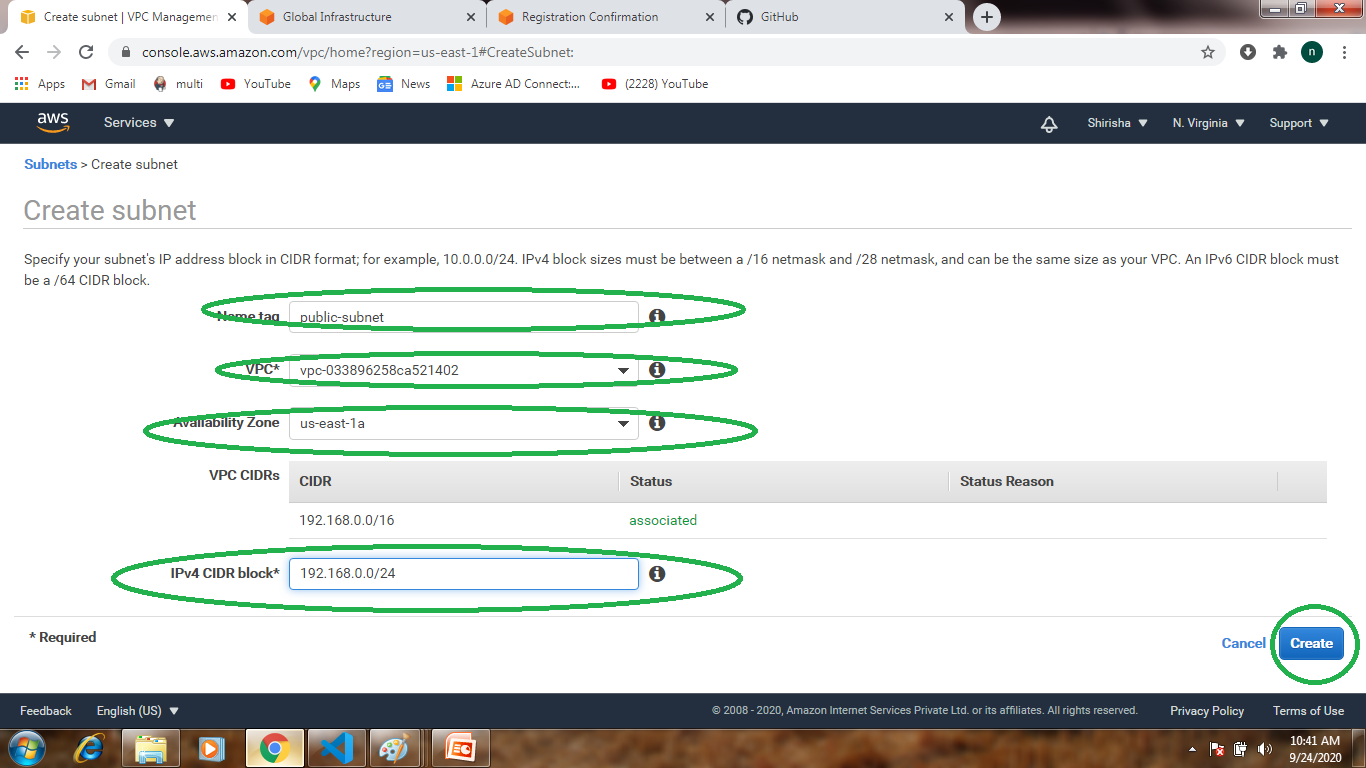 Create subnet | VPC Managemen
Global Infrastructure
Registration Confirmation
GitHub
console.aws.amazon.com/vpc/home?region=us-east-1#CreateSubnet:
n
Apps
Gmail
multi
YouTube
Maps
News
Azure AD Connect:...
(2228) YouTube
aws
Services
Shirisha
N. Virginia
Support
Subnets > Create subnet
Create subnet
Specify your subnet's IP address block in CIDR format; for example, 10.0.0.0/24. IPv4 block sizes must be between a /16 netmask and /28 netmask, and can be the same size as your VPC. An IPv6 CIDR block must
be a /64 CIDR block.
Name tag public-subnet
VPC* vpc-033896258ca521402
Availability Zone us-east-1a
VPC CIDRs CIDR Status Status Reason
192.168.0.0/16 associated
IPv4 CIDR block* 192.168.0.0/24
* Required
Cancel Create
Feedback English (US) © 2008 - 2020, Amazon Internet Services Private Ltd. or its affiliates. All rights reserved. Privacy Policy Terms of Use
10:41 AM
9/24/2020